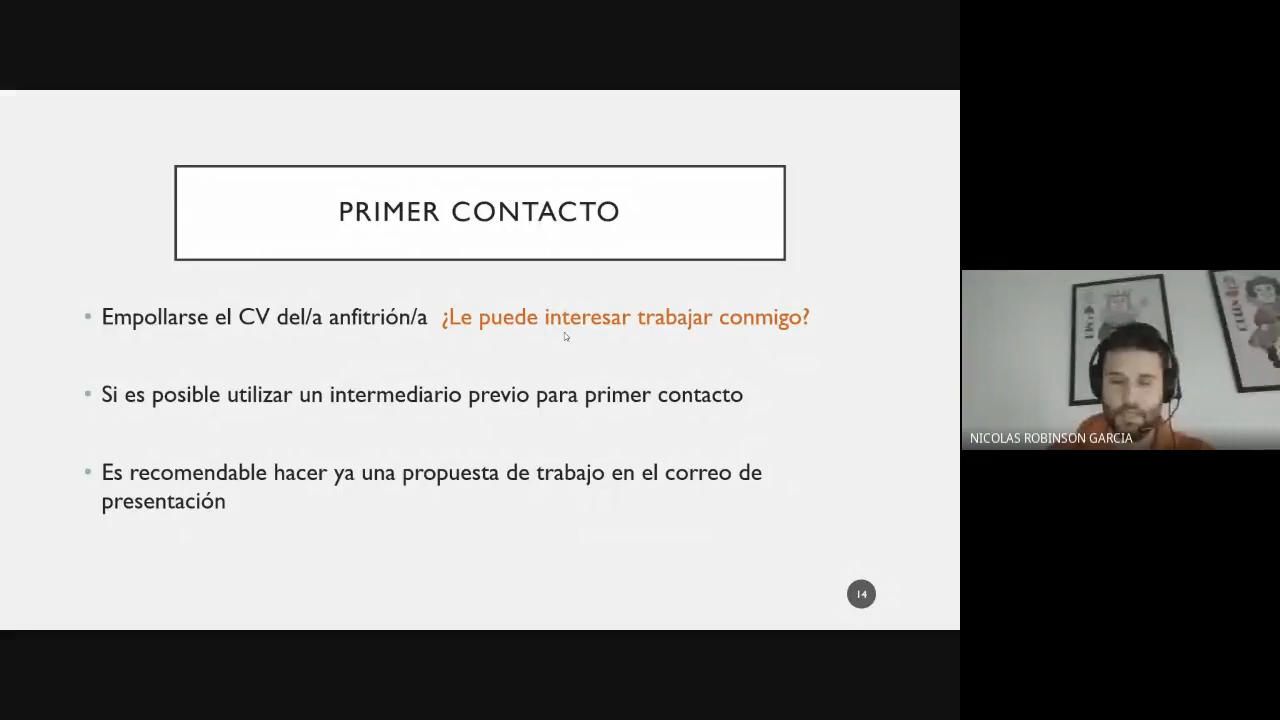 PRIMER CONTACTO
• Empollarse el CV del/a anfitrión/a ¿Le puede interesar trabajar conmigo?
• Si es posible utilizar un intermediario previo para primer contacto
• Es recomendable hacer ya una propuesta de trabajo en el correo de
presentación
14
NICOLAS ROBINSON GARCIA